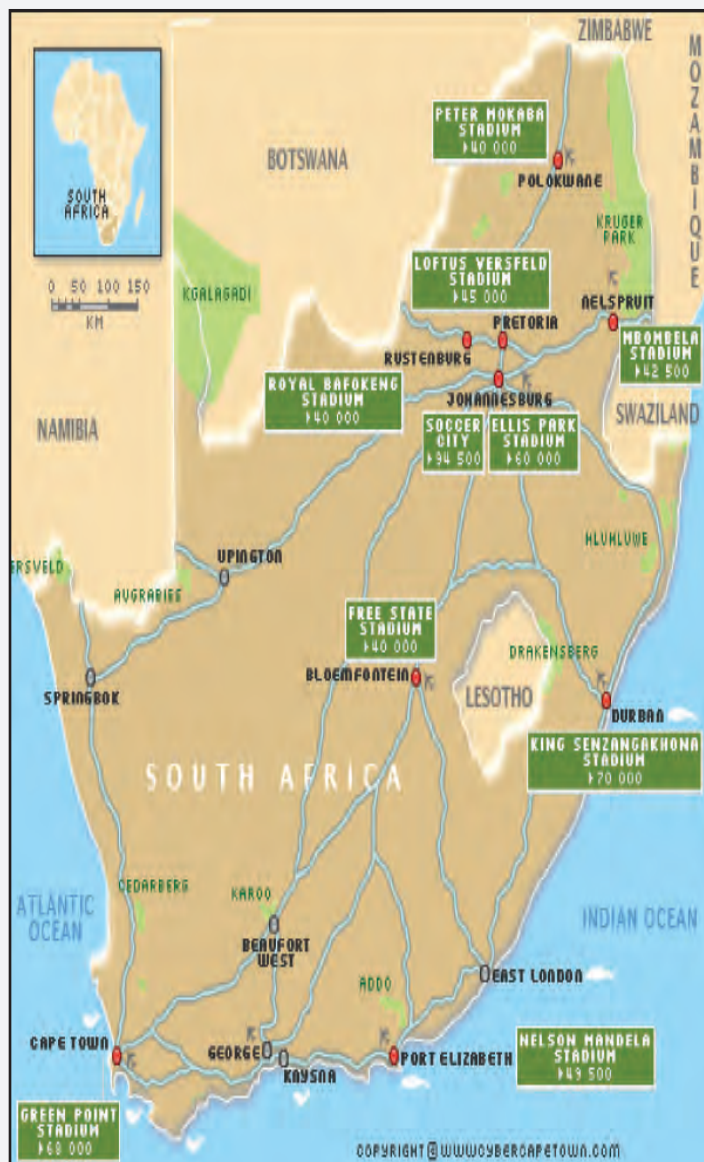 ZIMBABWE
MOZAMBIQUE
PETER MOKABA
STADIUM
40 000
BOTSWANA
POLOKWANE
SOUTH
AFRICA
KRUGER
PARK
LOFTUS VERSFELD
STADIUM
45 000
0 50 100 150
KM
KGALAGADI
NELSPRUIT
PRETORIA
RUSTENBURG
MBOMBELA
STADIUM
42 500
ROYAL BAFOKENG
STADIUM
40 000
JOHANNESBURG
SWAZILAND
NAMIBIA
SOCCER
CITY
94 500
ELLIS PARK
STADIUM
60 000
HLUHLUWE
UPINGTON
ERSVELD
AUGRABIES
FREE STATE
STADIUM
40 000
DRAKENSBERG
BLOEMFONTEIN
SPRINGBOK
LESOTHO
DURBAN
KING SENZANGAKHONA
STADIUM
70 000
SOUTH AFRICA
CEDARBERG
KAROO
ATLANTIC
OCEAN
INDIAN OCEAN
BEAUFORT
WEST
EAST LONDON
ADDO
CAPE TOWN
GEORGE
KNYSNA
PORT ELIZABETH
NELSON MANDELA
STADIUM
49 500
GREEN POINT
STADIUM
68 000
COPYRIGHT © WWW.CYBERCAPETOWN.COM